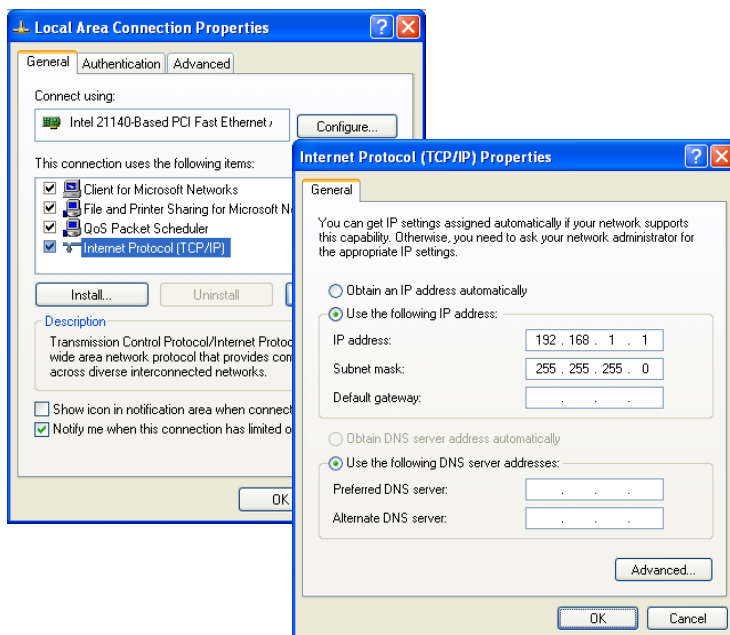 Local Area Connection Properties
General
Authentication
Advanced
Connect using:
Intel 21140-Based PCI Fast Ethernet
Configure...
This connection uses the following items:
Client for Microsoft Networks
File and Printer Sharing for Microsoft
QoS Packet Scheduler
Internet Protocol (TCP/IP)
Install...
Uninstall
Description
Transmission Control Protocol/Internet
wide area network protocol that provides
across diverse interconnected networks.
Show icon in notification area when
Notify me when this connection has limited
OK
Internet Protocol (TCP/IP) Properties
General
You can get IP settings assigned automatically if your network supports
this capability. Otherwise, you need to ask your network administrator for
the appropriate IP settings.
Obtain an IP address automatically
Use the following IP address:
IP address:
192 . 168 . 1 . 1
Subnet mask:
255 . 255 . 255 . 0
Default gateway:
. . .
Obtain DNS server address automatically
Use the following DNS server addresses:
Preferred DNS server:
. . .
Alternate DNS server:
. . .
Advanced...
OK
Cancel